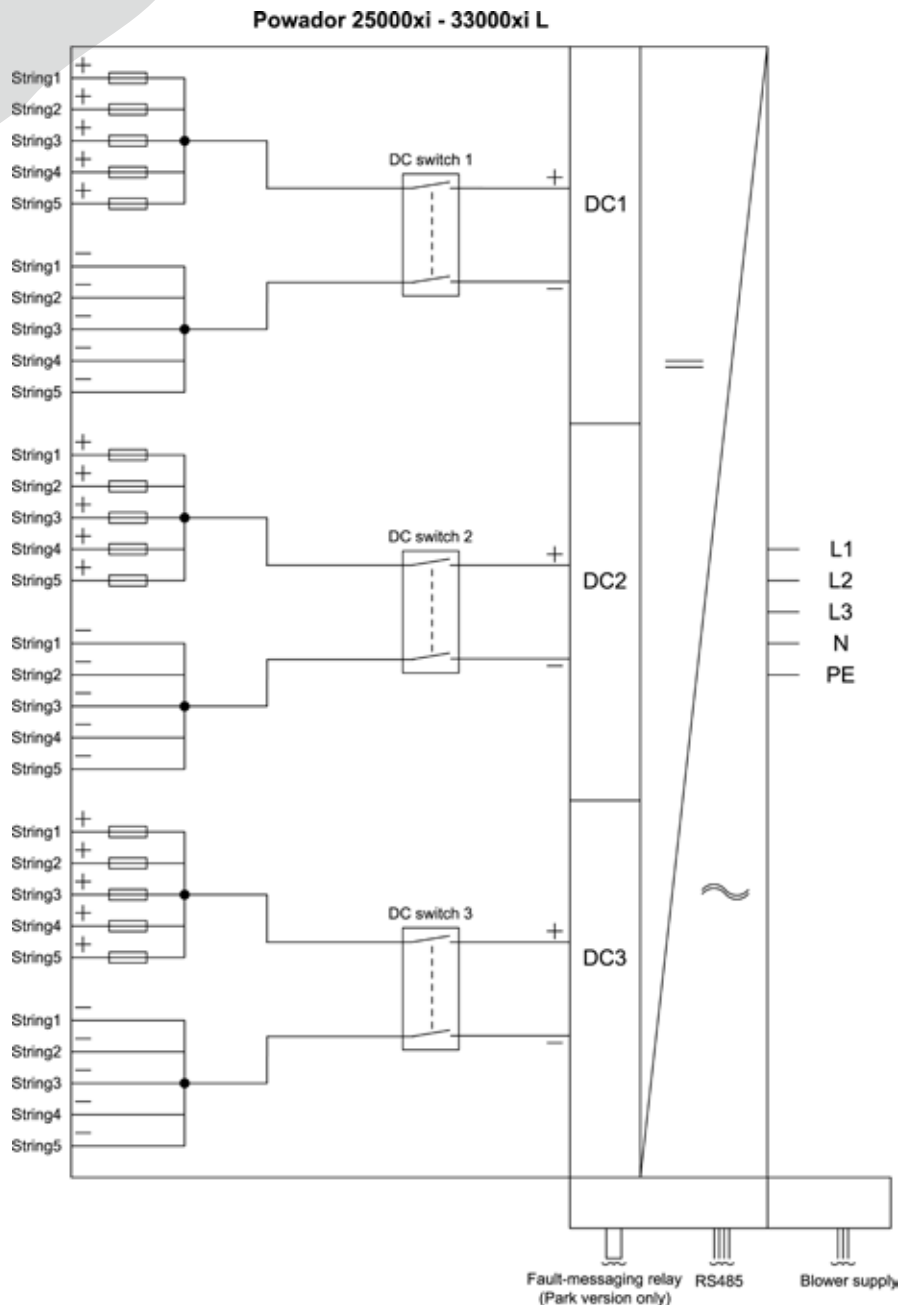 Powador 25000xi - 33000xi L
+
String1
+
String2
+
String3
+
String4
+
String5
DC switch 1
+
DC1
−
String1
−
String2
−
String3
−
String4
−
String5
−
+
String1
+
String2
+
String3
+
String4
+
String5
DC switch 2
+
DC2
−
String1
−
String2
−
String3
−
String4
−
String5
−
L1
L2
L3
N
PE
+
String1
+
String2
+
String3
+
String4
+
String5
DC switch 3
+
DC3
−
String1
−
String2
−
String3
−
String4
−
String5
−
Fault-messaging relay
(Park version only)
RS485
Blower supply